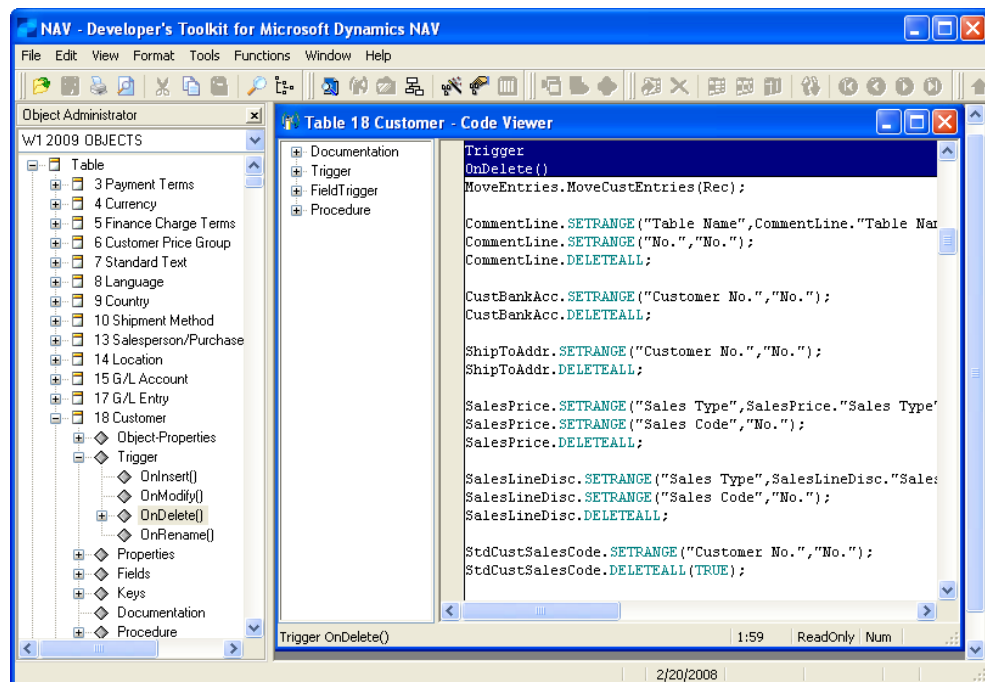 NAV - Developer's Toolkit for Microsoft Dynamics NAV
File Edit View Format Tools Functions Window Help
Object Administrator
W1 2009 OBJECTS
Table
3 Payment Terms
4 Currency
5 Finance Charge Terms
6 Customer Price Group
7 Standard Text
8 Language
9 Country
10 Shipment Method
13 Salesperson/Purchase
14 Location
15 G/L Account
17 G/L Entry
18 Customer
Object-Properties
Trigger
OnInsert()
OnModify()
OnDelete()
OnRename()
Properties
Fields
Keys
Documentation
Procedure
Table 18 Customer - Code Viewer
Documentation
Trigger
FieldTrigger
Procedure
Trigger
OnDelete()
MoveEntries.MoveCustEntries(Rec);
CommentLine.SETRANGE("Table Name",CommentLine."Table Nam
CommentLine.SETRANGE("No.","No.");
CommentLine.DELETEALL;
CustBankAcc.SETRANGE("Customer No.","No.");
CustBankAcc.DELETEALL;
ShipToAddr.SETRANGE("Customer No.","No.");
ShipToAddr.DELETEALL;
SalesPrice.SETRANGE("Sales Type",SalesPrice."Sales Type"
SalesPrice.SETRANGE("Sales Code","No.");
SalesPrice.DELETEALL;
SalesLineDisc.SETRANGE("Sales Type",SalesLineDisc."Sales
SalesLineDisc.SETRANGE("Sales Code","No.");
SalesLineDisc.DELETEALL;
StdCustSalesCode.SETRANGE("Customer No.","No.");
StdCustSalesCode.DELETEALL(TRUE);
Trigger OnDelete()
1:59 ReadOnly Num
2/20/2008